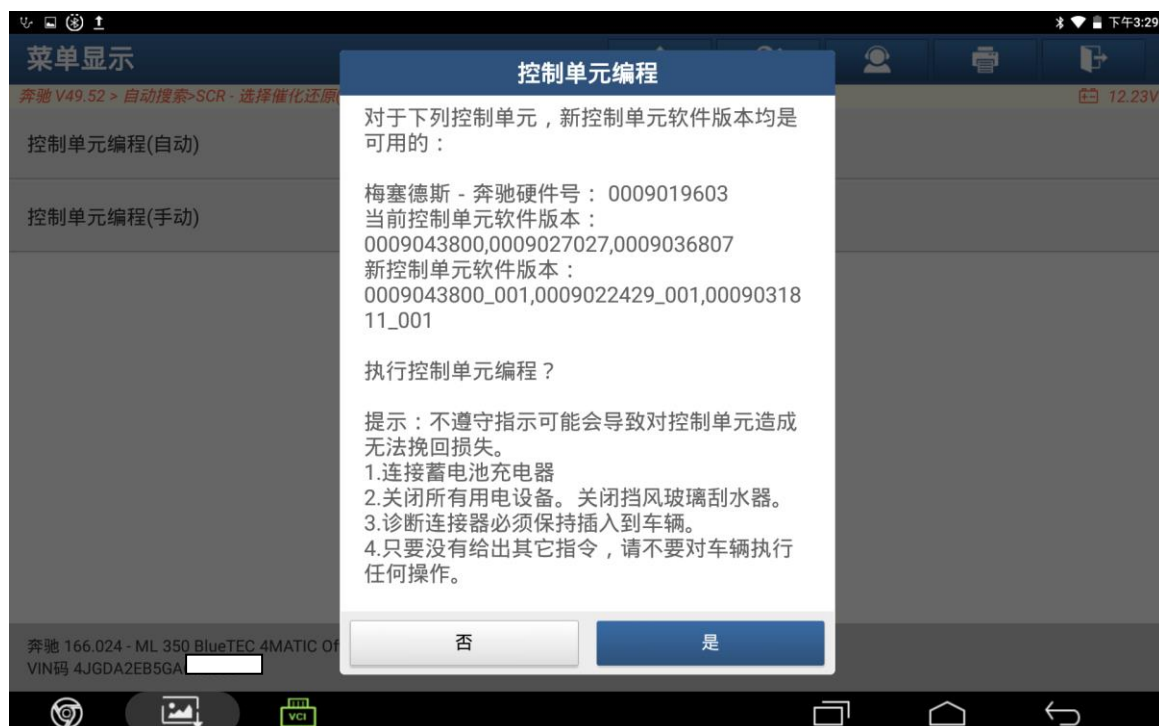 下午3:29
菜单显示
控制单元编程
奔驰 V49.52 > 自动搜索>SCR - 选择催化还原(
12.23V
控制单元编程(自动)
控制单元编程(手动)
对于下列控制单元，新控制单元软件版本均是
可用的：
梅塞德斯 - 奔驰硬件号： 0009019603
当前控制单元软件版本：
0009043800,0009027027,0009036807
新控制单元软件版本：
0009043800_001,0009022429_001,00090318
11_001
执行控制单元编程？
提示：不遵守指示可能会导致对控制单元造成
无法挽回损失。
1.连接蓄电池充电器
2.关闭所有用电设备。关闭挡风玻璃刮水器。
3.诊断连接器必须保持插入到车辆。
4.只要没有给出其它指令，请不要对车辆执行
任何操作。
否
是
奔驰 166.024 - ML 350 BlueTEC 4MATIC Of
VIN码 4JGDA2EB5GA
VCI